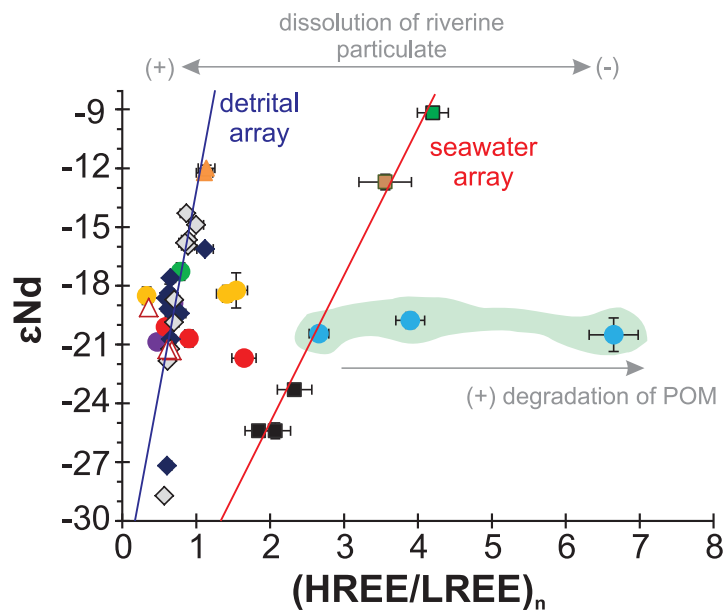 dissolution of riverine
particulate
(+)
(-)
detrital
array
seawater
array
(+) degradation of POM
εNd
-9
-12
-15
-18
-21
-24
-27
-30
0 1 2 3 4 5 6 7 8
(HREE/LREE)n